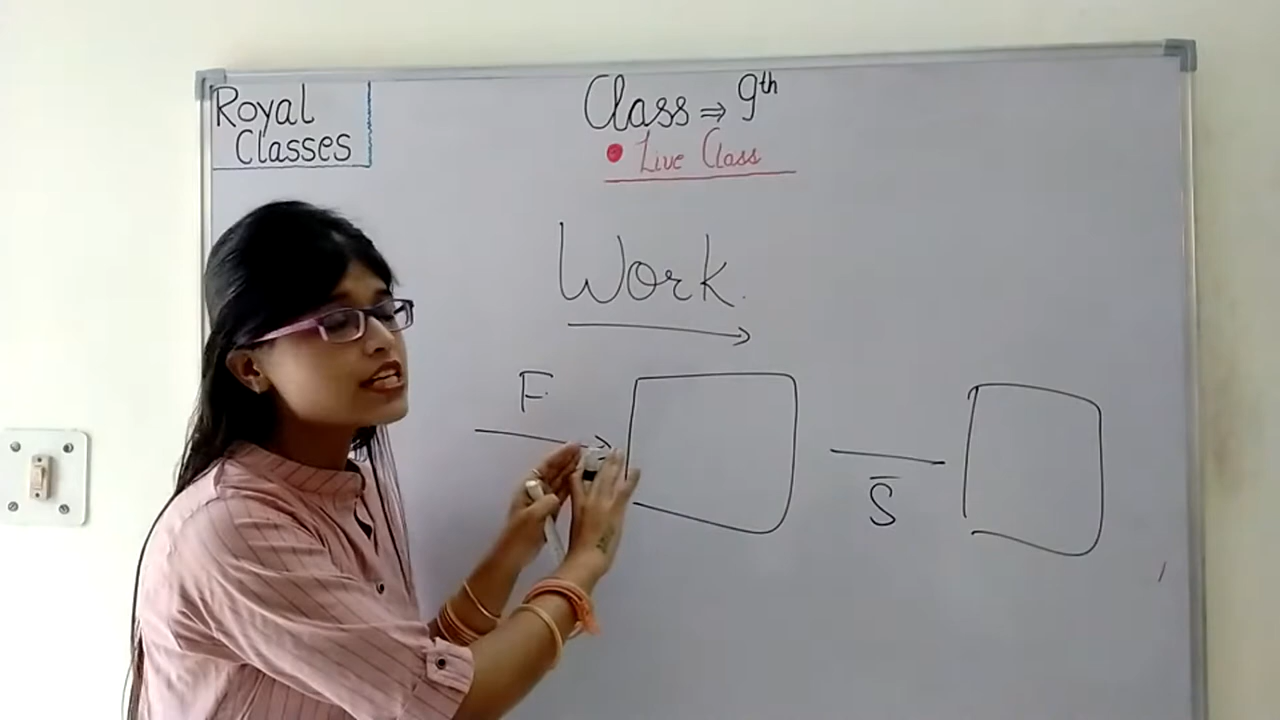 Royal
Classes
Class ⇒ 9th
• Live Class
Work.
F
S